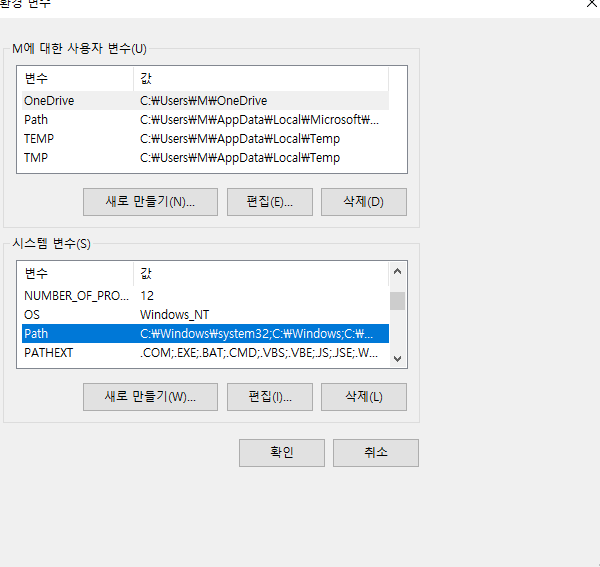 환경 변수
M에 대한 사용자 변수(U)
변수 값
OneDrive C:₩Users₩M₩OneDrive
Path C:₩Users₩M₩AppData₩Local₩Microsoft₩...
TEMP C:₩Users₩M₩AppData₩Local₩Temp
TMP C:₩Users₩M₩AppData₩Local₩Temp
새로 만들기(N)... 편집(E)... 삭제(D)
시스템 변수(S)
변수 값
NUMBER_OF_PRO... 12
OS Windows_NT
Path C:₩Windows₩system32;C:₩Windows;C:₩...
PATHEXT .COM;.EXE;.BAT;.CMD;.VBS;.VBE;.JS;.JSE;.W...
새로 만들기(W)... 편집(I)... 삭제(L)
확인 취소